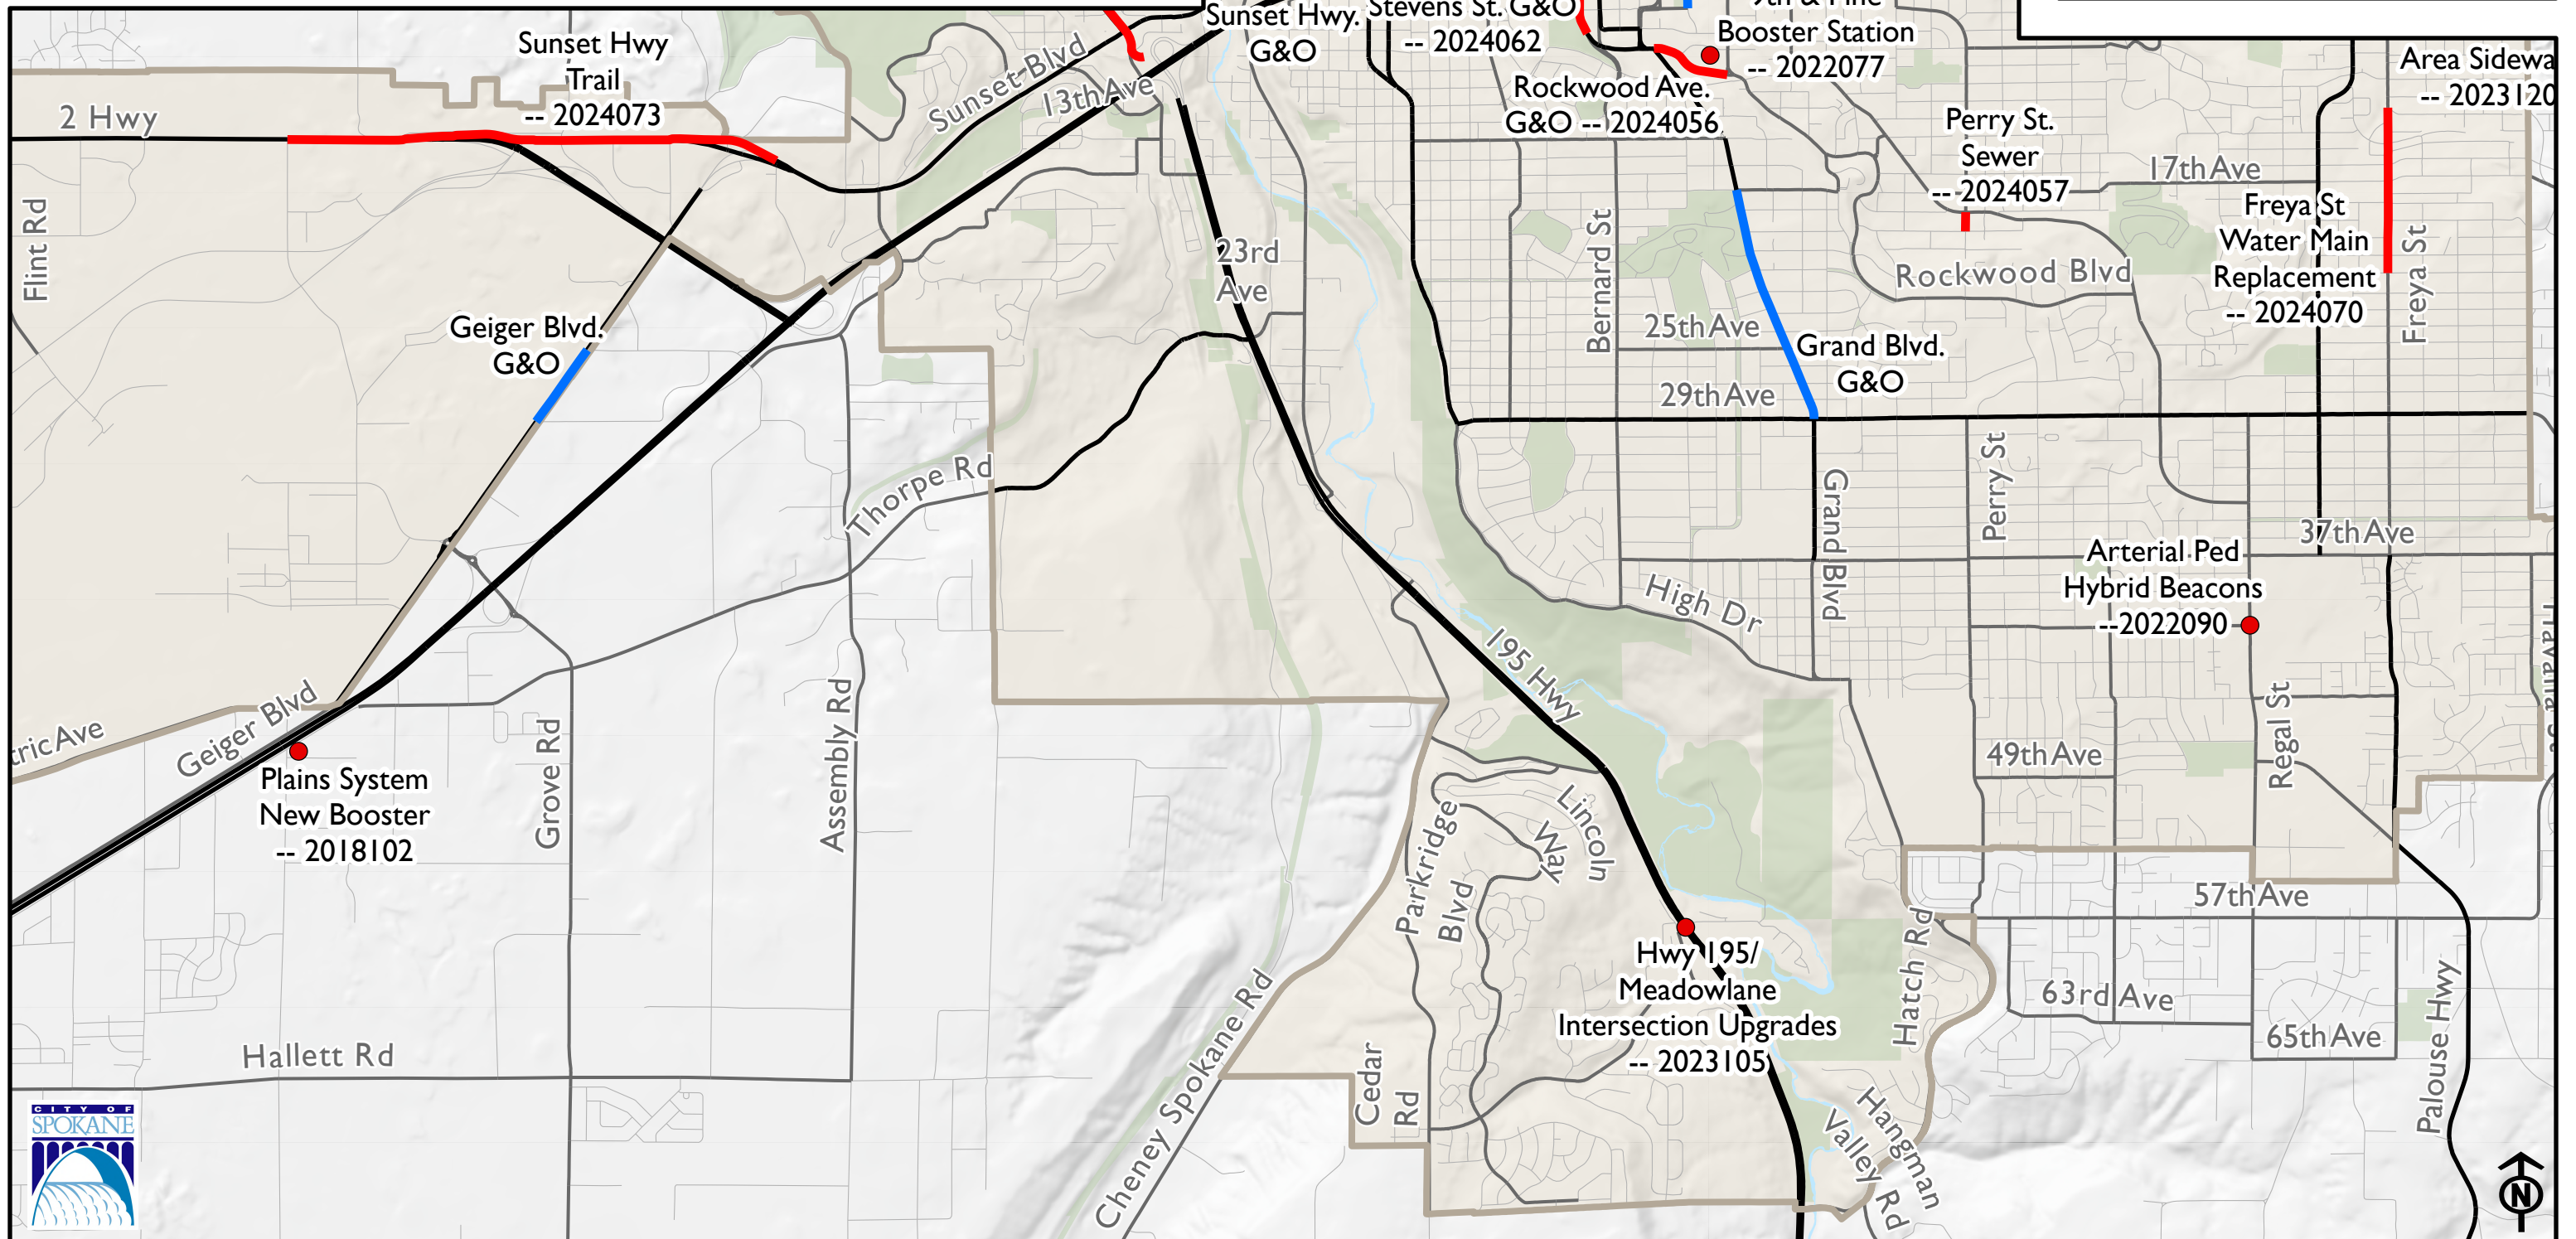 Sunset Hwy.
G&O
Stevens St. G&O
-- 2024062
Booster Station
-- 2022077
Sunset Hwy
Trail
-- 2024073
2 Hwy
Sunset Blvd
13th Ave
Rockwood Ave.
G&O -- 2024056
Perry St.
Sewer
-- 2024057
17th Ave
Area
-- 2023120
Freya St
Water Main
Replacement
-- 2024070
Freya St
Flint Rd
23rd
Ave
Bernard St
Rockwood Blvd
25th Ave
Grand Blvd.
G&O
29th Ave
Geiger Blvd.
G&O
Thorpe Rd
Grand Blvd
Perry St
37th Ave
Arterial Ped
Hybrid Beacons
--2022090
High Dr
195 Hwy
Regal St
49th Ave
Geiger Blvd
Plains System
New Booster
-- 2018102
Grove Rd
Assembly Rd
Parkridge
Blvd
Lincoln
Way
57th Ave
Hwy 195/
Meadowlane
Intersection Upgrades
-- 2023105
Hatch Rd
63rd Ave
65th Ave
Palouse Hwy
Hallett Rd
Cheney Spokane Rd
Cedar
Rd
Hangman
Valley Rd
CITY OF
SPOKANE
N